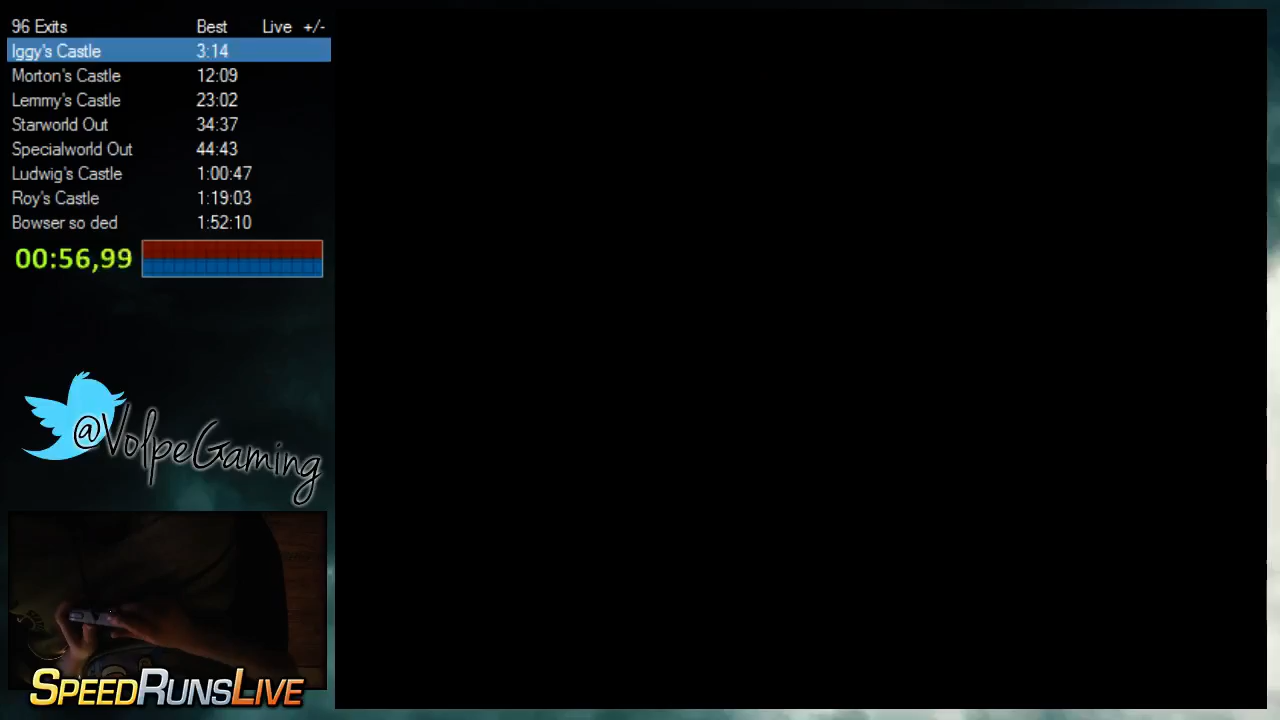 96 Exits Best Live +/-
Iggy's Castle 3:14
Morton's Castle 12:09
Lemmy's Castle 23:02
Starworld Out 34:37
Specialworld Out 44:43
Ludwig's Castle 1:00:47
Roy's Castle 1:19:03
Bowser so ded 1:52:10
00:56,99
@VolpeGaming
SPEEDRUNSLIVE